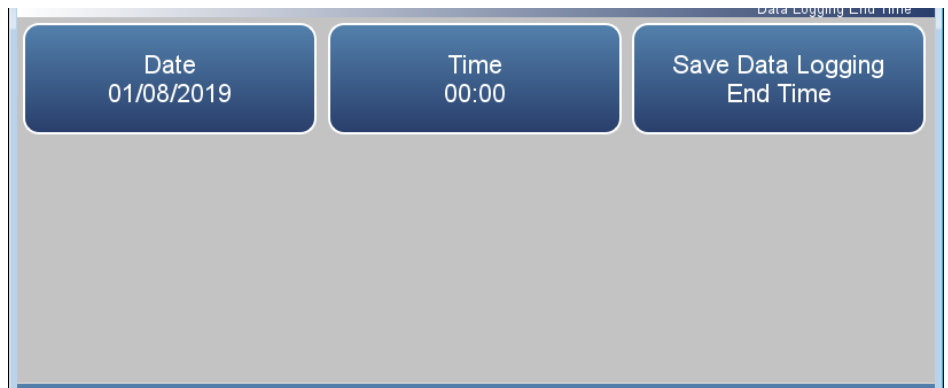 Data Logging End Time
Date
01/08/2019
Time
00:00
Save Data Logging
End Time